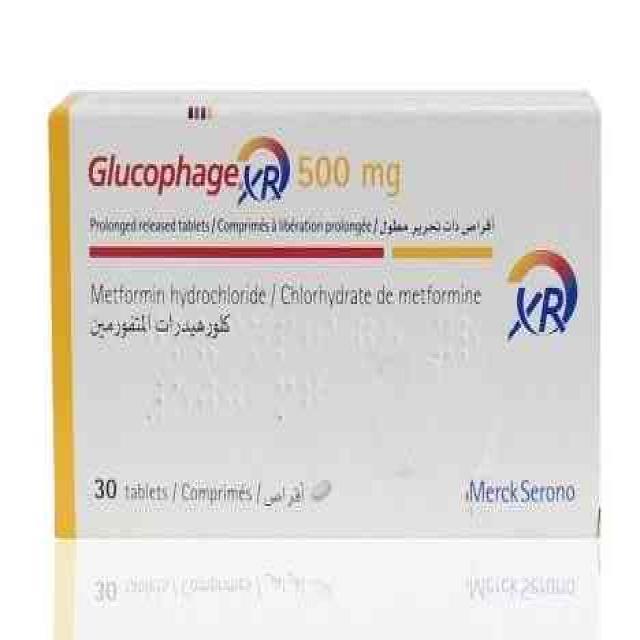 Glucophage XR 500 mg
Prolonged released tablets / Comprimés à libération prolongée / أقراص ذات تحرير مطول
Metformin hydrochloride / Chlorhydrate de metformine
كلورهيدرات المتفورمين
XR
30 tablets / Comprimés / أقراص
Merck Serono